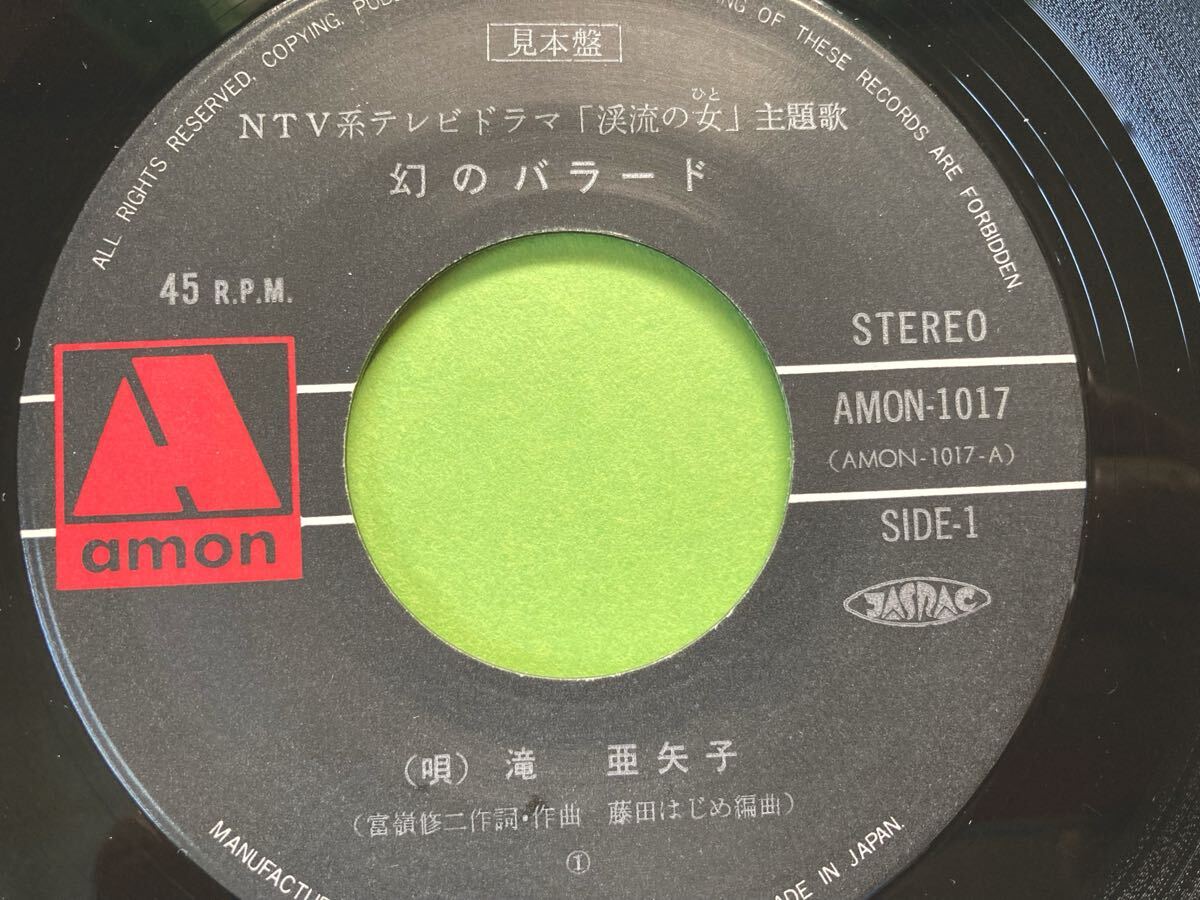 ALL RIGHTS RESERVED. COPYING. ING OF THESE RECORDS ARE FORBIDDEN.
見本盤
NTV系テレビドラマ「渓流の女」主題歌
ひと
幻のバラード
45 R.P.M.
STEREO
AMON-1017
(AMON-1017-A)
SIDE-1
amon
JASRAC
(唄) 滝 亜矢子
(富嶺修二作詞・作曲 藤田はじめ編曲)
①
MANUFACTU ADE IN JAPAN.